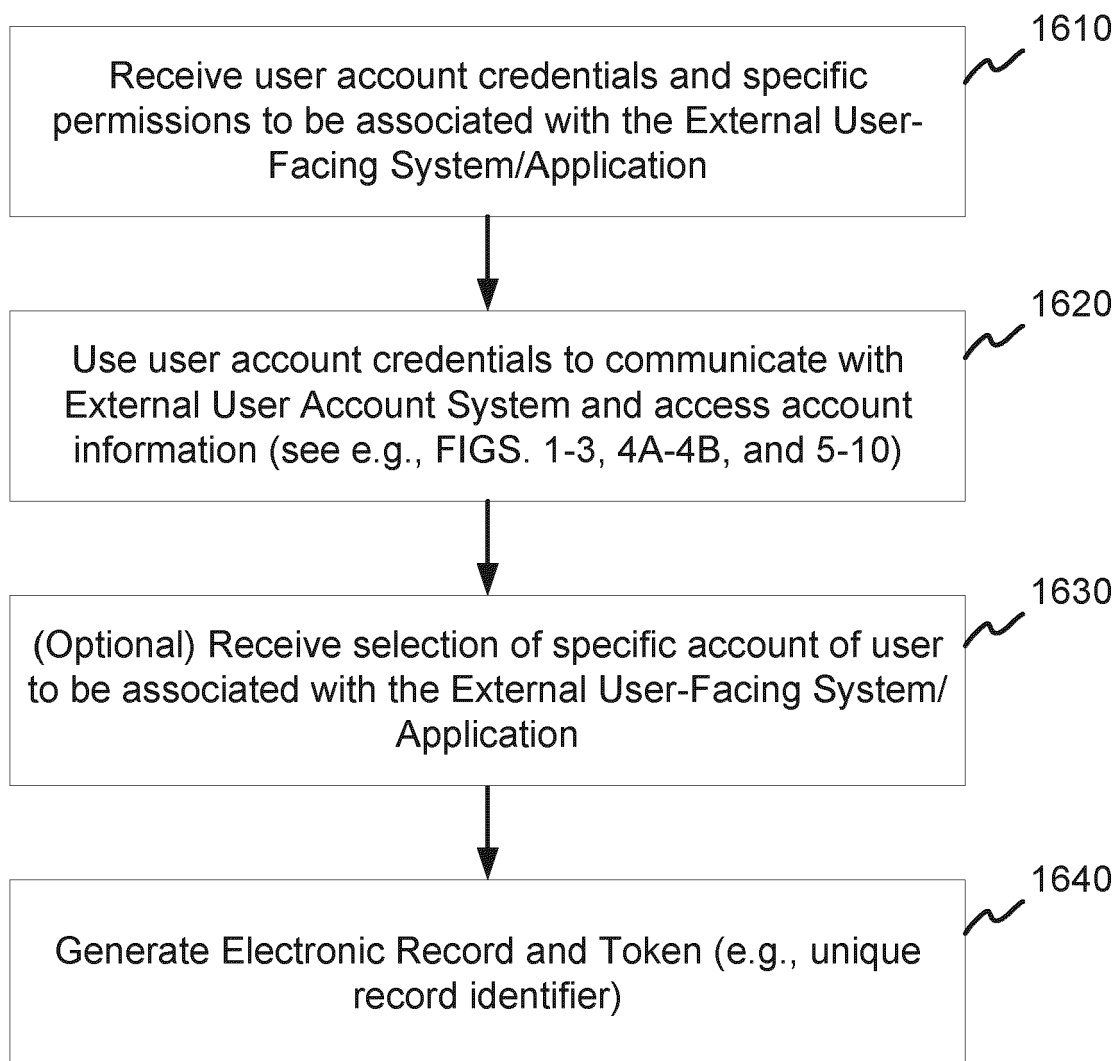 1610
Receive user account credentials and specific
permissions to be associated with the External User-
Facing System/Application
1620
Use user account credentials to communicate with
External User Account System and access account
information (see e.g., FIGS. 1-3, 4A-4B, and 5-10)
1630
(Optional) Receive selection of specific account of user
to be associated with the External User-Facing System/
Application
1640
Generate Electronic Record and Token (e.g., unique
record identifier)